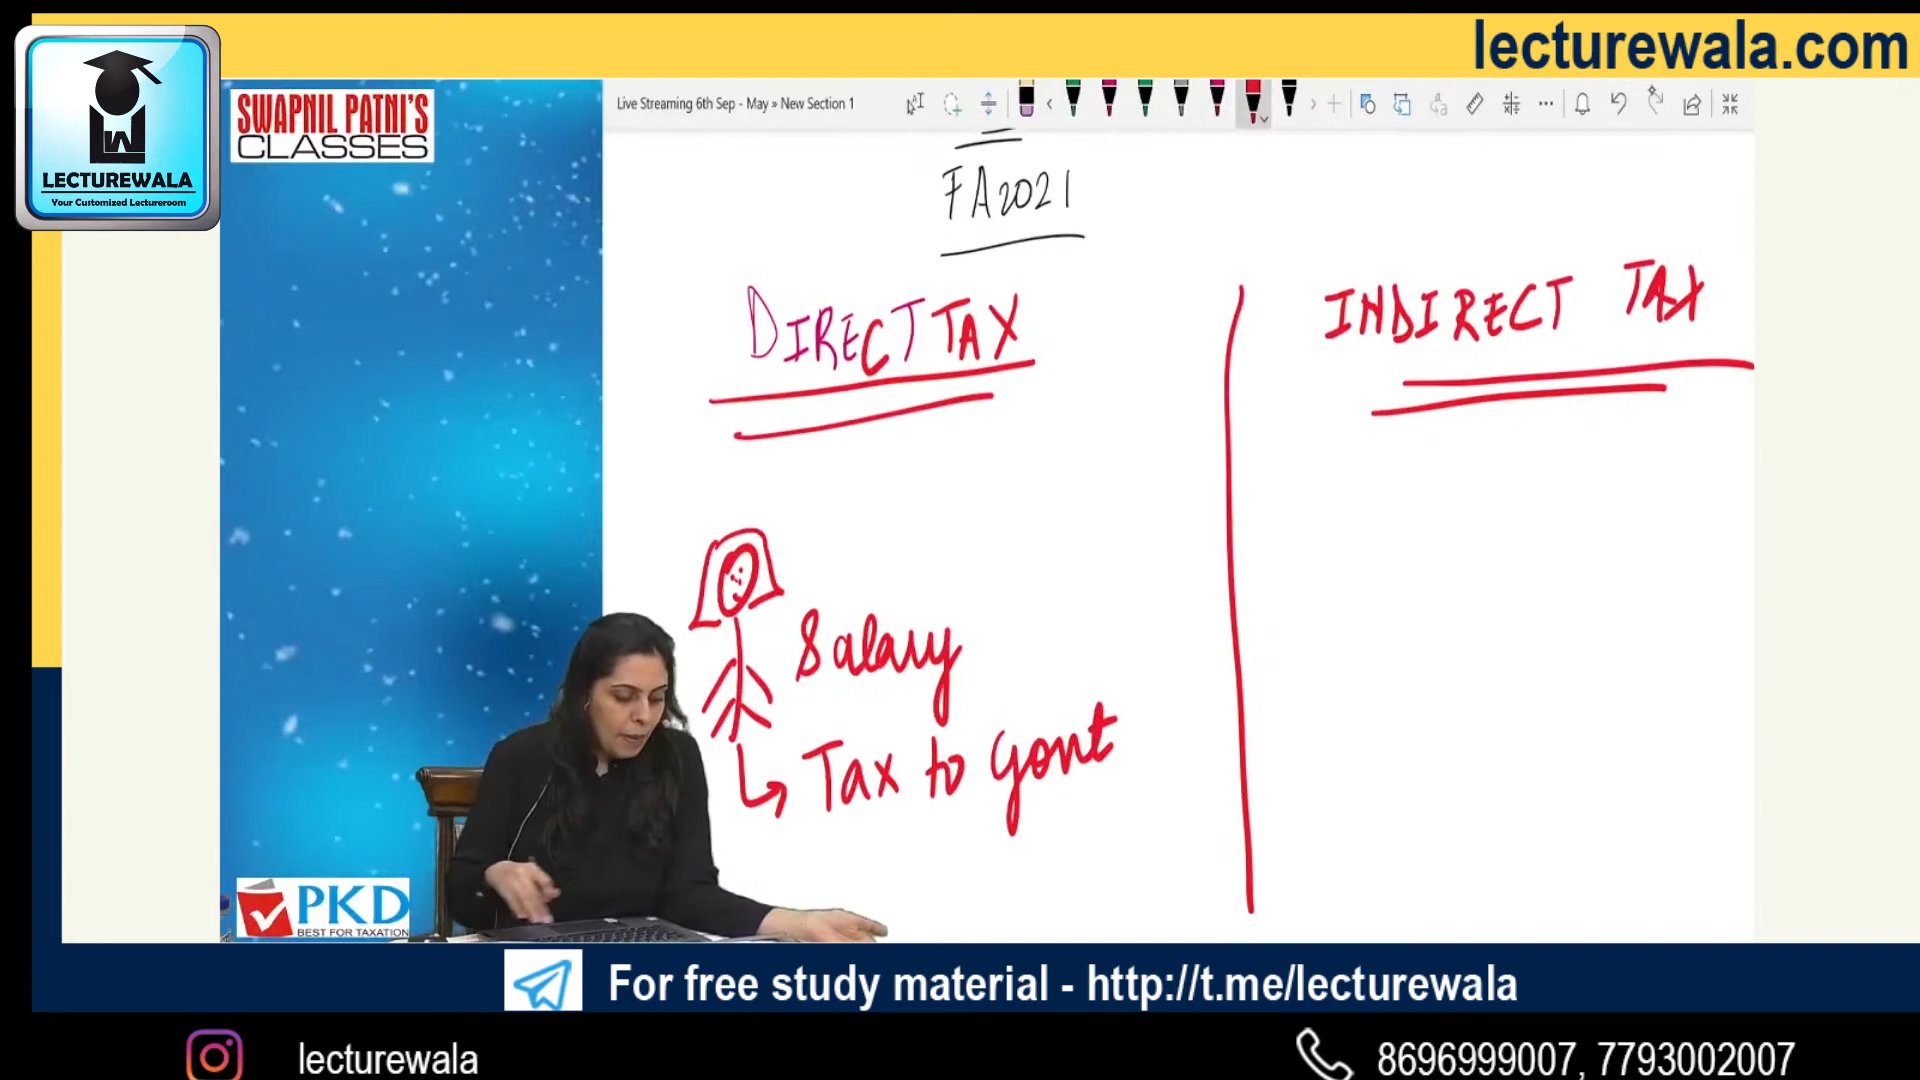 lecturewala.com
LECTUREWALA
Your Customized Lectureroom
SWAPNIL PATNI'S
CLASSES
Live Streaming 6th Sep - May » New Section 1
FA2021
DIRECT TAX
INDIRECT TAX
Salary
Tax to govt
PKD
BEST FOR TAXATION
For free study material - http://t.me/lecturewala
lecturewala
8696999007, 7793002007